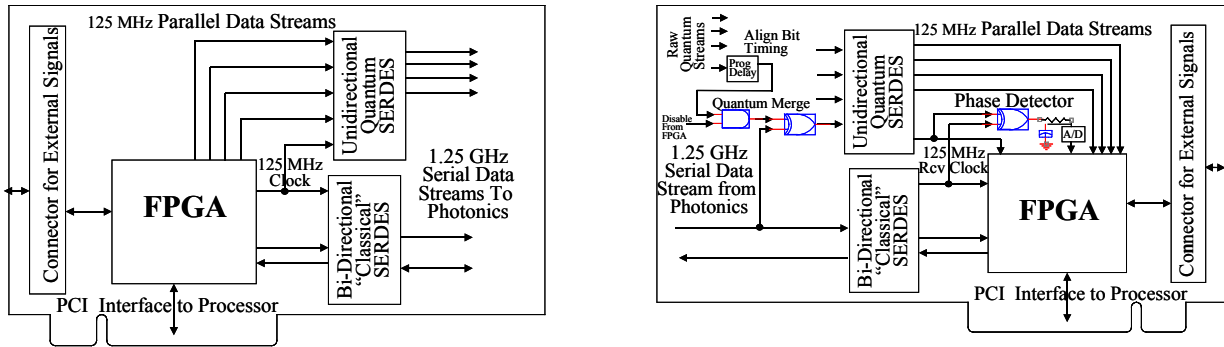 125 MHz Parallel Data Streams
Connector for External Signals
Unidirectional
Quantum
SERDES
125 MHz
Clock
FPGA
1.25 GHz
Serial Data
Streams To
Photonics
Bi-Directional
“Classical”
SERDES
PCI Interface to Processor
Raw
Quantum
Streams
Align Bit
Timing
Prog
Delay
Quantum Merge
Disable
From
FPGA
1.25 GHz
Serial Data
Stream from
Photonics
Unidirectional
Quantum
SERDES
125 MHz Parallel Data Streams
Phase Detector
A/D
125 MHz
Rcv Clock
Bi-Directional
“Classical”
SERDES
FPGA
Connector for External Signals
PCI Interface to Processor